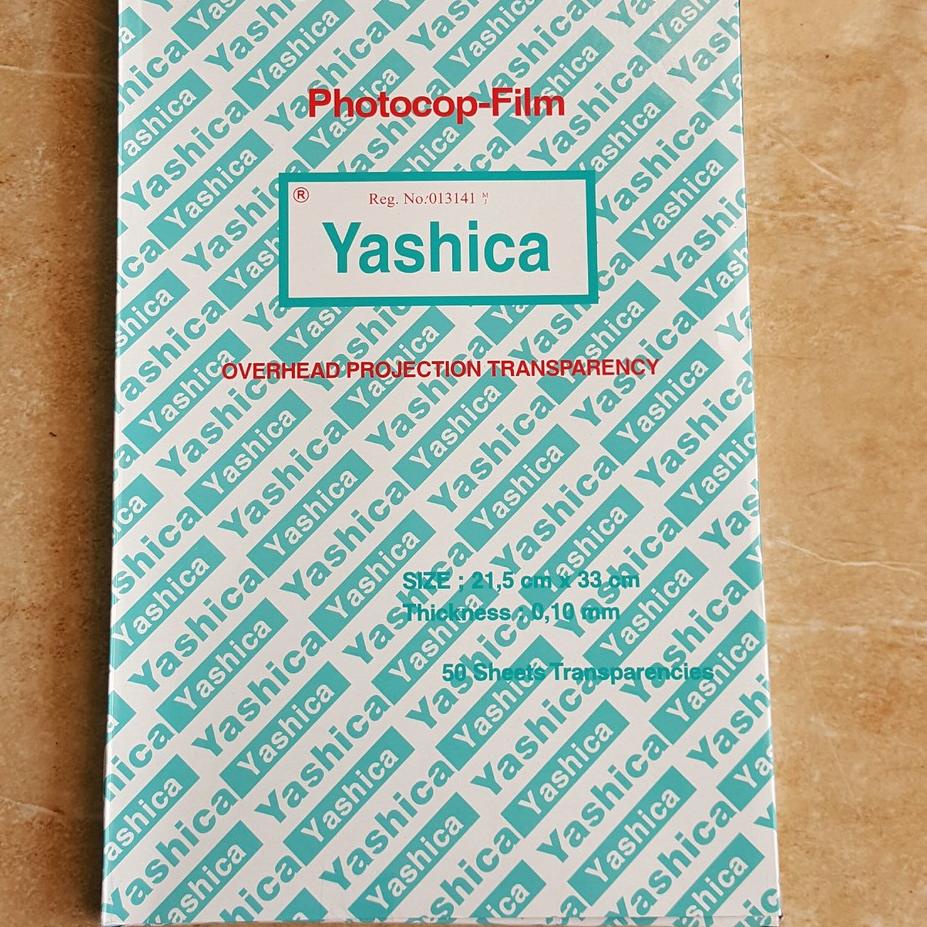 Photocop-Film
® Reg. No:013141
Yashica
OVERHEAD PROJECTION TRANSPARENCY
SIZE ; 21,5 cm x 33 cm
Thickness : 0,10 mm
50 Sheets Transparencies